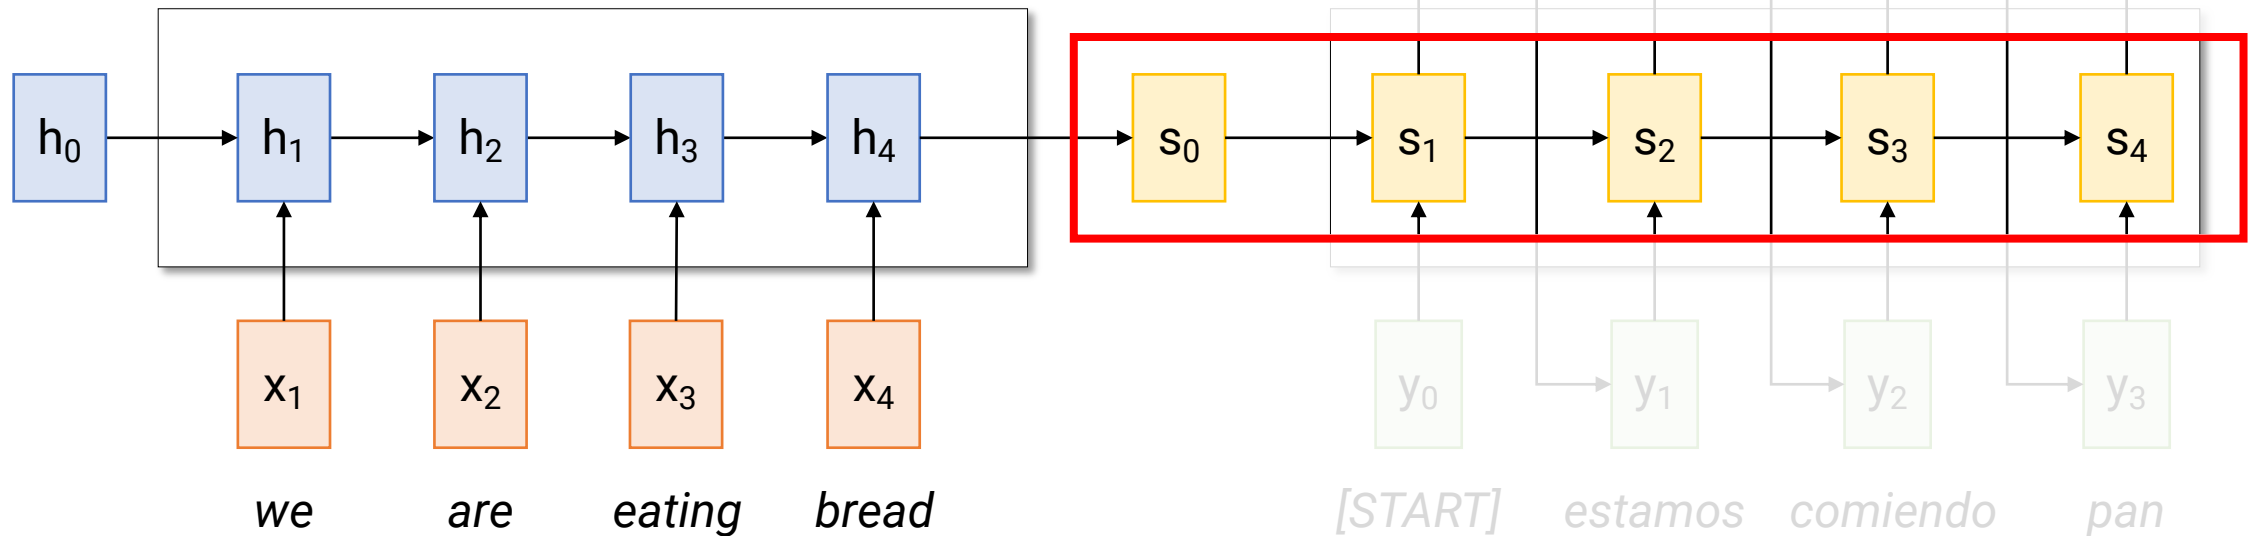 h₀ h₁ h₂ h₃ h₄ s₀ s₁ s₂ s₃ s₄
x₁ x₂ x₃ x₄ y₀ y₁ y₂ y₃
we are eating bread [START] estamos comiendo pan